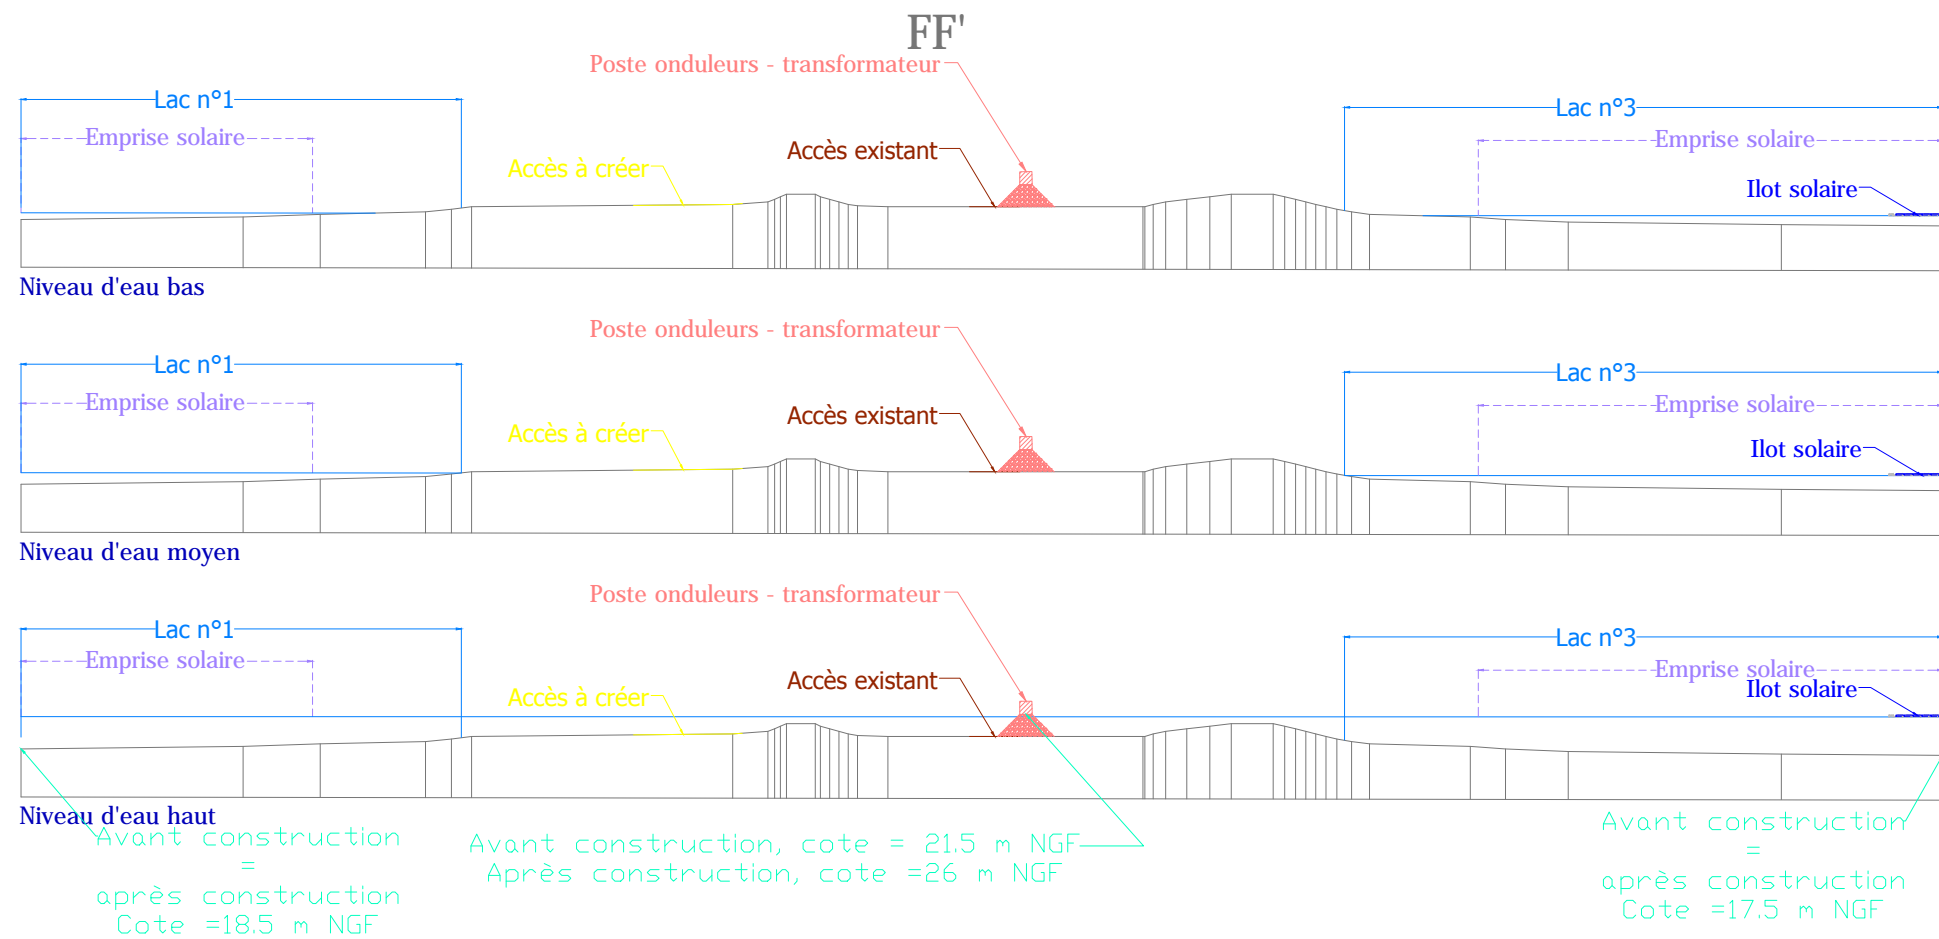 FF'
Poste onduleurs - transformateur
Lac n°1
Lac n°3
Emprise solaire
Emprise solaire
Accès existant
Accès à créer
Ilot solaire
Niveau d'eau bas
Poste onduleurs - transformateur
Lac n°1
Lac n°3
Emprise solaire
Emprise solaire
Accès existant
Accès à créer
Ilot solaire
Niveau d'eau moyen
Poste onduleurs - transformateur
Lac n°1
Lac n°3
Emprise solaire
Emprise solaire
Accès existant
Ilot solaire
Accès à créer
Niveau d'eau haut
Avant construction
=
après construction
Cote =18.5 m NGF
Avant construction, cote = 21.5 m NGF
Après construction, cote =26 m NGF
Avant construction
=
après construction
Cote =17.5 m NGF